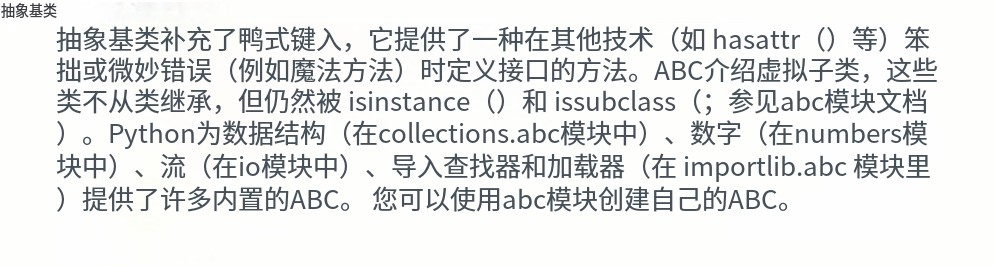 抽象基类
抽象基类补充了鸭式键入，它提供了一种在其他技术（如 hasattr（）等）笨
拙或微妙错误（例如魔法方法）时定义接口的方法。ABC介绍虚拟子类，这些
类不从类继承，但仍然被 isinstance（）和 issubclass（；参见abc模块文档
）。Python为数据结构（在collections.abc模块中）、数字（在numbers模
块中）、流（在io模块中）、导入查找器和加载器（在 importlib.abc 模块里
）提供了许多内置的ABC。 您可以使用abc模块创建自己的ABC。